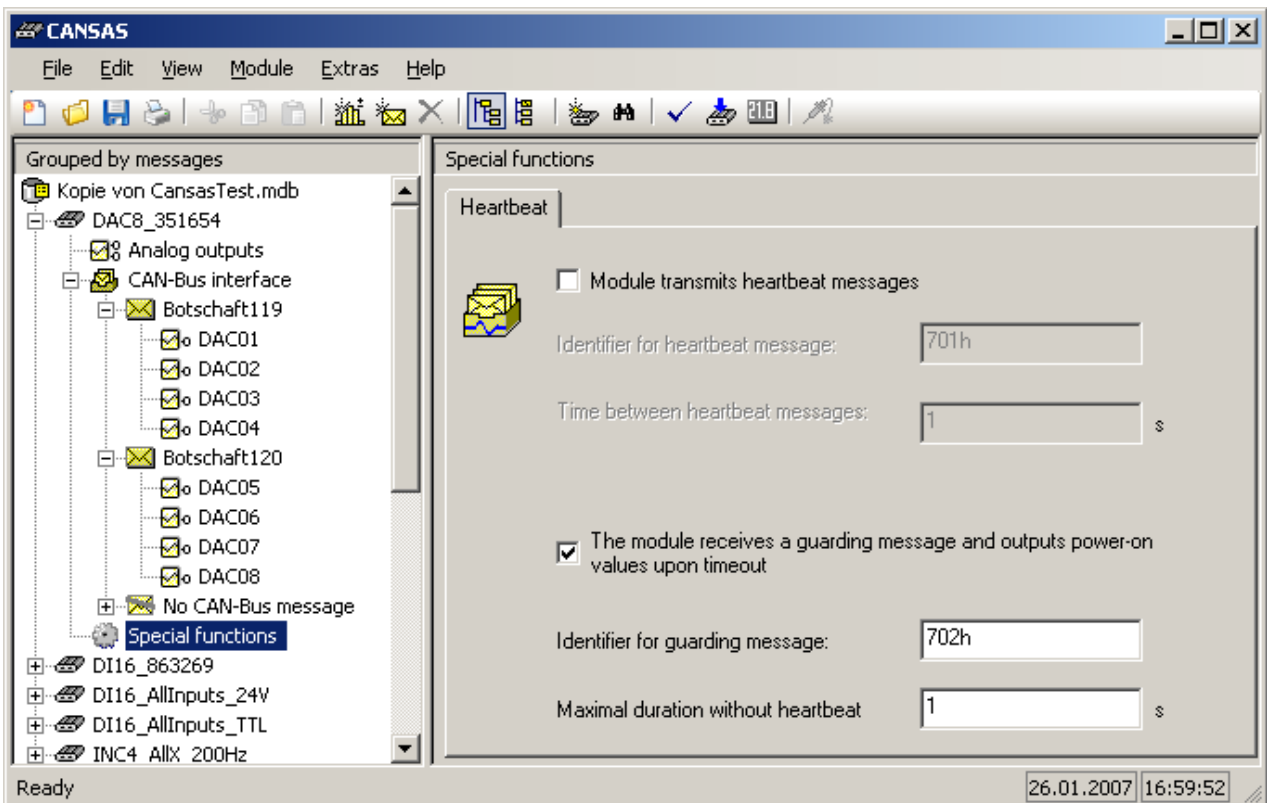 CANSAS
File Edit View Module Extras Help
Grouped by messages
Kopie von CansasTest.mdb
DAC8_351654
Analog outputs
CAN-Bus interface
Botschaft119
DAC01
DAC02
DAC03
DAC04
Botschaft120
DAC05
DAC06
DAC07
DAC08
No CAN-Bus message
Special functions
DI16_863269
DI16_AllInputs_24V
DI16_AllInputs_TTL
INC4_AllX_200Hz
Special functions
Heartbeat
Module transmits heartbeat messages
Identifier for heartbeat message: 701h
Time between heartbeat messages: 1 s
The module receives a guarding message and outputs power-on
values upon timeout
Identifier for guarding message: 702h
Maximal duration without heartbeat 1 s
Ready 26.01.2007 16:59:52